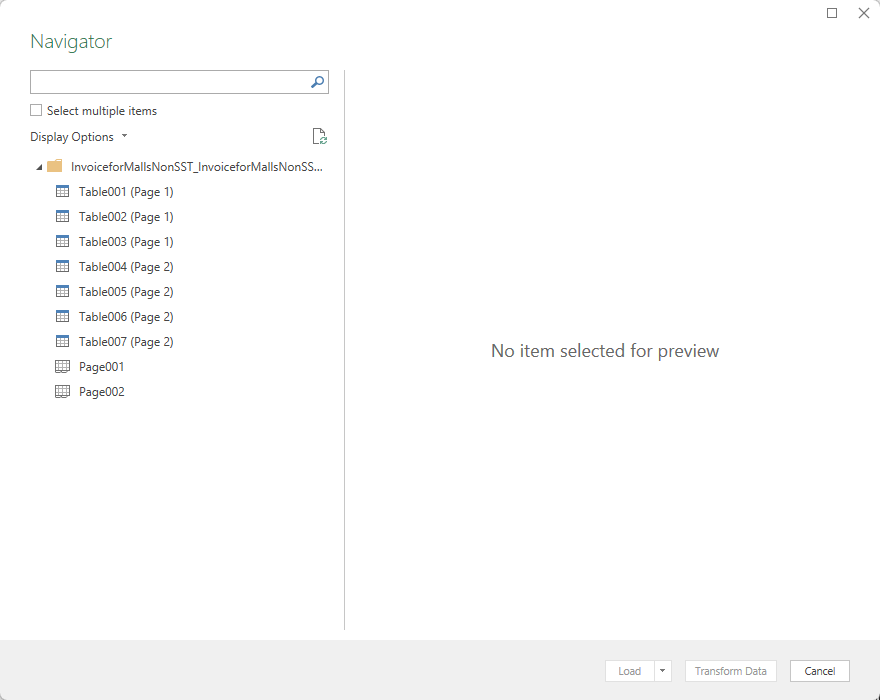 Navigator
Select multiple items
Display Options
InvoiceforMallsNonSST_InvoiceforMallsNonSS...
Table001 (Page 1)
Table002 (Page 1)
Table003 (Page 1)
Table004 (Page 2)
Table005 (Page 2)
Table006 (Page 2)
Table007 (Page 2)
Page001
Page002
No item selected for preview
Load
Transform Data
Cancel